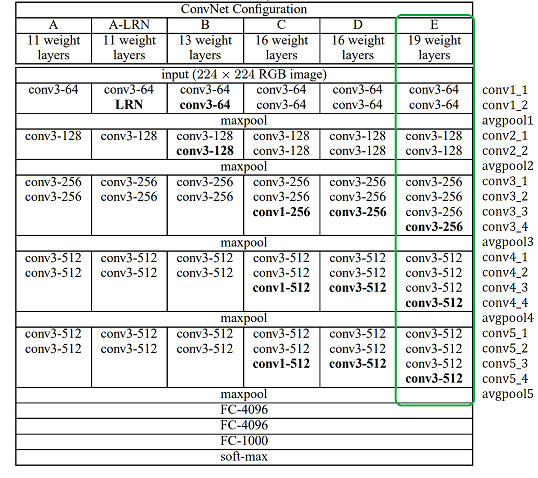 ConvNet Configuration
A A-LRN B C D E
11 weight 11 weight 13 weight 16 weight 16 weight 19 weight
layers layers layers layers layers layers
input (224 × 224 RGB image)
conv3-64 conv3-64 conv3-64 conv3-64 conv3-64 conv3-64 conv1_1
LRN conv3-64 conv3-64 conv3-64 conv3-64 conv1_2
maxpool avgpool1
conv3-128 conv3-128 conv3-128 conv3-128 conv3-128 conv3-128 conv2_1
conv3-128 conv3-128 conv3-128 conv3-128 conv2_2
maxpool avgpool2
conv3-256 conv3-256 conv3-256 conv3-256 conv3-256 conv3-256 conv3_1
conv3-256 conv3-256 conv3-256 conv3-256 conv3-256 conv3-256 conv3_2
conv1-256 conv3-256 conv3-256 conv3_3
conv3-256 conv3_4
maxpool avgpool3
conv3-512 conv3-512 conv3-512 conv3-512 conv3-512 conv3-512 conv4_1
conv3-512 conv3-512 conv3-512 conv3-512 conv3-512 conv3-512 conv4_2
conv1-512 conv3-512 conv3-512 conv4_3
conv3-512 conv4_4
maxpool avgpool4
conv3-512 conv3-512 conv3-512 conv3-512 conv3-512 conv3-512 conv5_1
conv3-512 conv3-512 conv3-512 conv3-512 conv3-512 conv3-512 conv5_2
conv1-512 conv3-512 conv3-512 conv5_3
conv3-512 conv5_4
maxpool avgpool5
FC-4096
FC-4096
FC-1000
soft-max